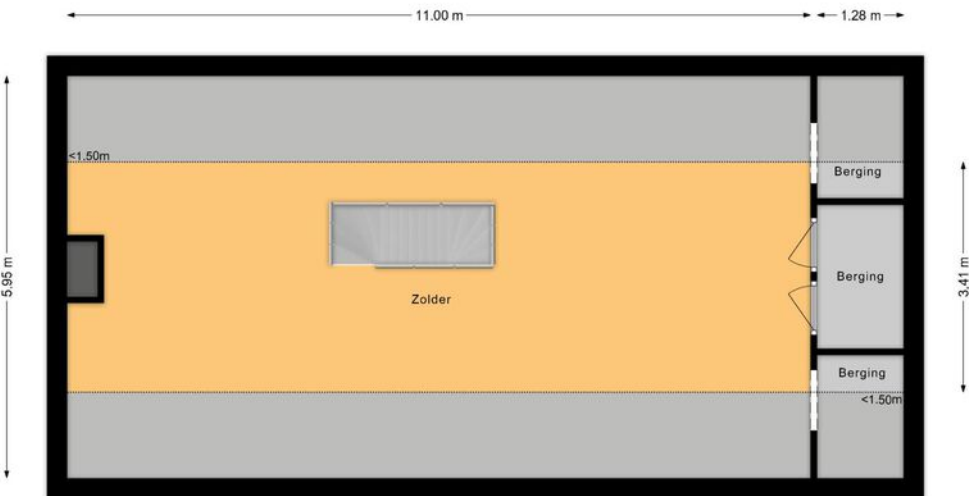 11.00 m
1.28 m
<1.50m
Berging
5.95 m
Berging
3.41 m
Zolder
Berging
<1.50m